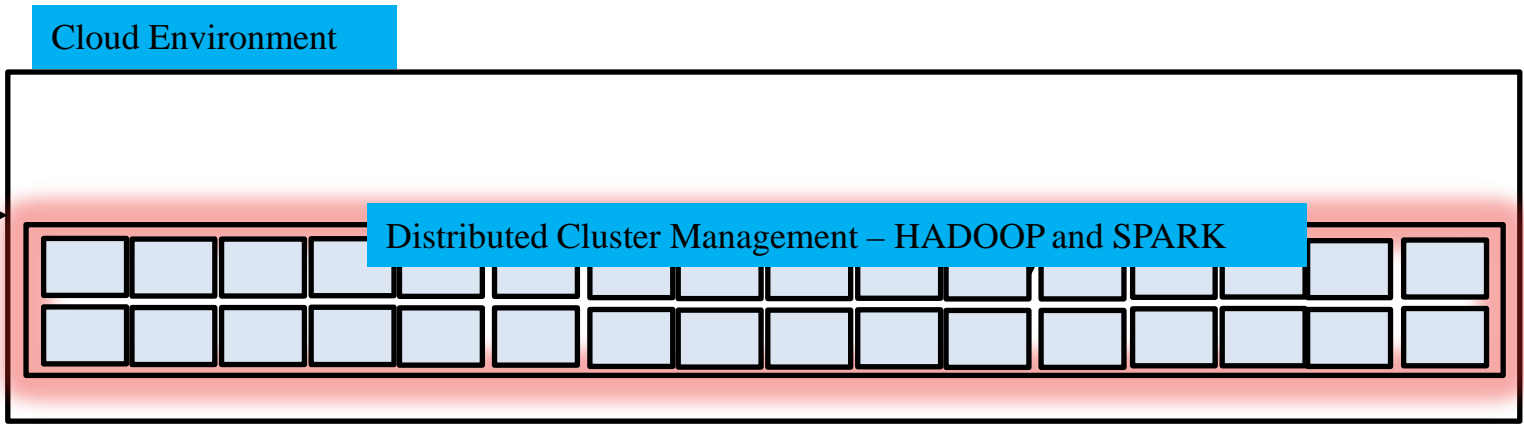 Cloud Environment
Distributed Cluster Management – HADOOP and SPARK